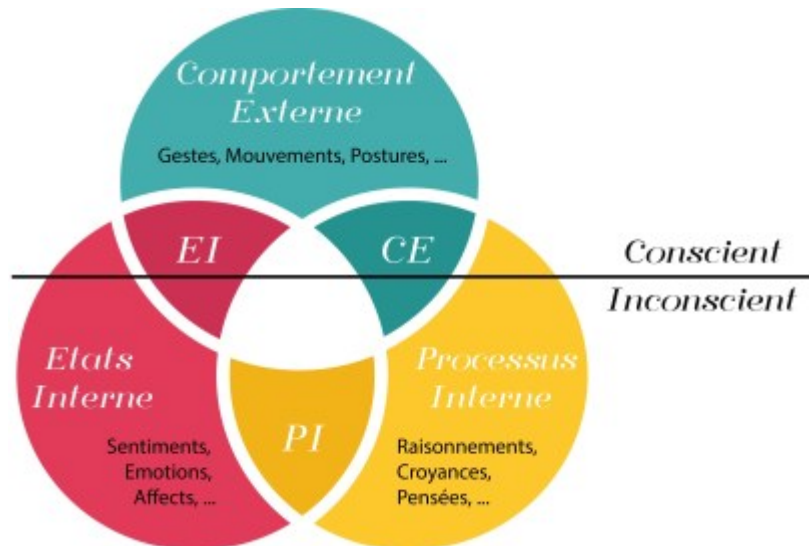 Comportement
Externe
Gestes, Mouvements, Postures, ...
EI
CE
Conscient
Inconscient
Etats
Interne
Sentiments,
Emotions,
Affects, ...
PI
Processus
Interne
Raisonnements,
Croyances,
Pensées, ...